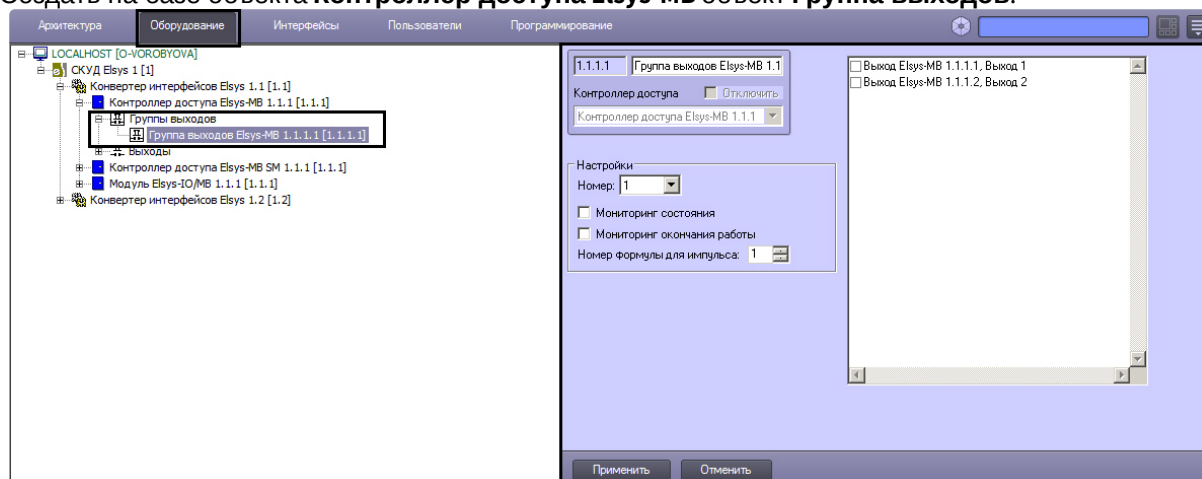 Создать на базе объекта Контроллер доступа Elsys-MB объект Группа выходов.
Архитектура Оборудование Интерфейсы Пользователи Программирование
LOCALHOST [O-VOROBYOVA]
СКУД Elsys 1 [1]
Конвертер интерфейсов Elsys 1.1 [1.1]
Контроллер доступа Elsys-MB 1.1.1 [1.1.1]
Группы выходов
Группа выходов Elsys-MB 1.1.1.1 [1.1.1.1]
Выходы
Контроллер доступа Elsys-MB SM 1.1.1 [1.1.1]
Модуль Elsys-IO/MB 1.1.1 [1.1.1]
Конвертер интерфейсов Elsys 1.2 [1.2]
1.1.1.1 Группа выходов Elsys-MB 1.1
Контроллер доступа Отключить
Контроллер доступа Elsys-MB 1.1.1
Настройки
Номер: 1
Мониторинг состояния
Мониторинг окончания работы
Номер формулы для импульса: 1
Выход Elsys-MB 1.1.1.1, Выход 1
Выход Elsys-MB 1.1.1.2, Выход 2
Применить Отменить